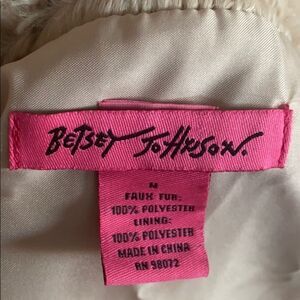 BETSEY JOHNSON.
M
FAUX FUR:
100% POLYESTER
LINING:
100% POLYESTER
MADE IN CHINA
RN 98072